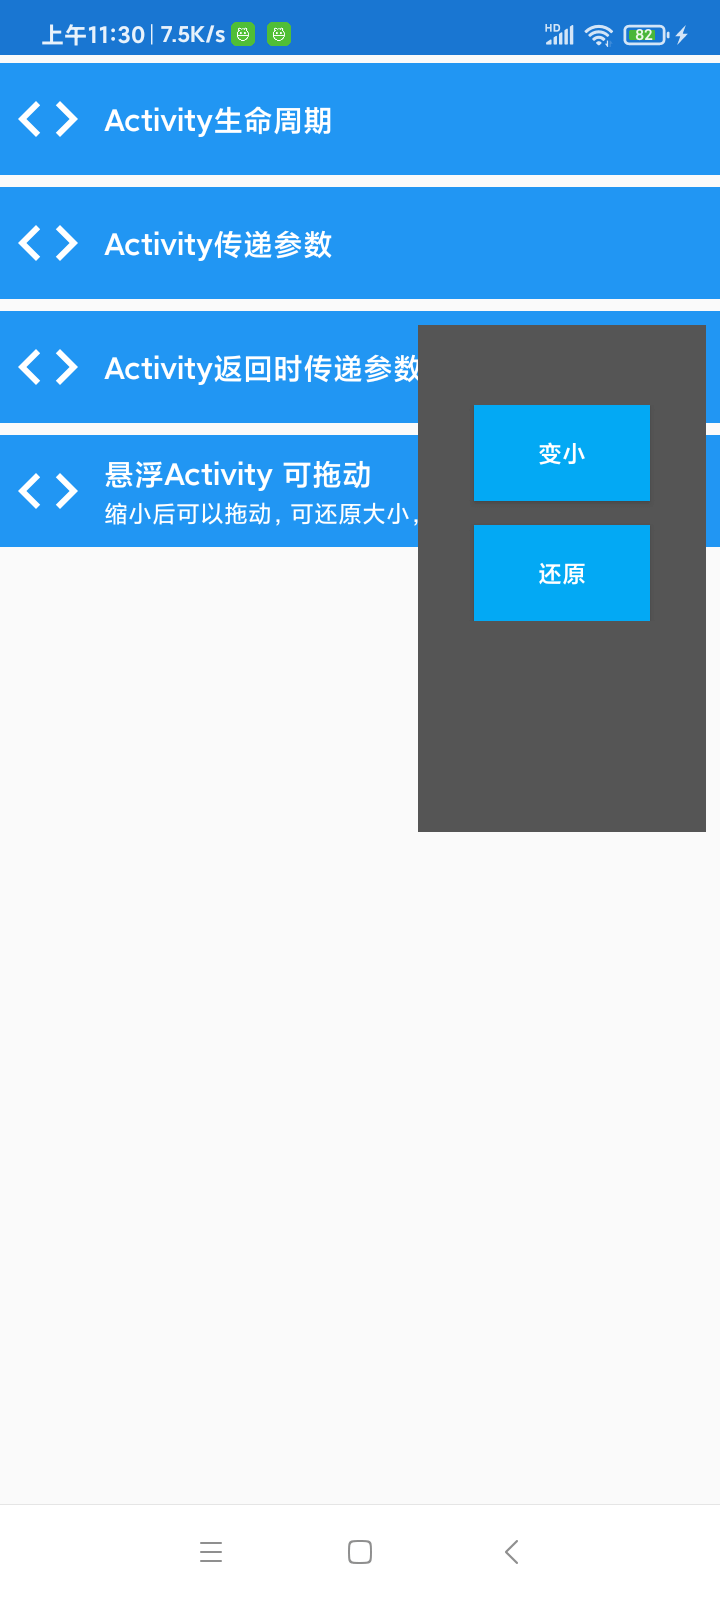 上午11:30 | 7.5K/s
HD
82
Activity生命周期
Activity传递参数
Activity返回时传递参数
悬浮Activity 可拖动
缩小后可以拖动, 可还原大小,
变小
还原